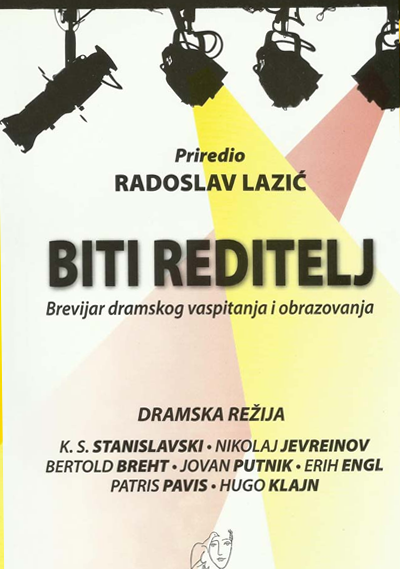 Priredio
RADOSLAV LAZIĆ
BITI REDITELJ
Brevijar dramskog vaspitanja i obrazovanja
DRAMSKA REŽIJA
K. S. STANISLAVSKI • NIKOLAJ JEVREINOV
BERTOLD BREHT • JOVAN PUTNIK • ERIH ENGL
PATRIS PAVIS • HUGO KLAJN